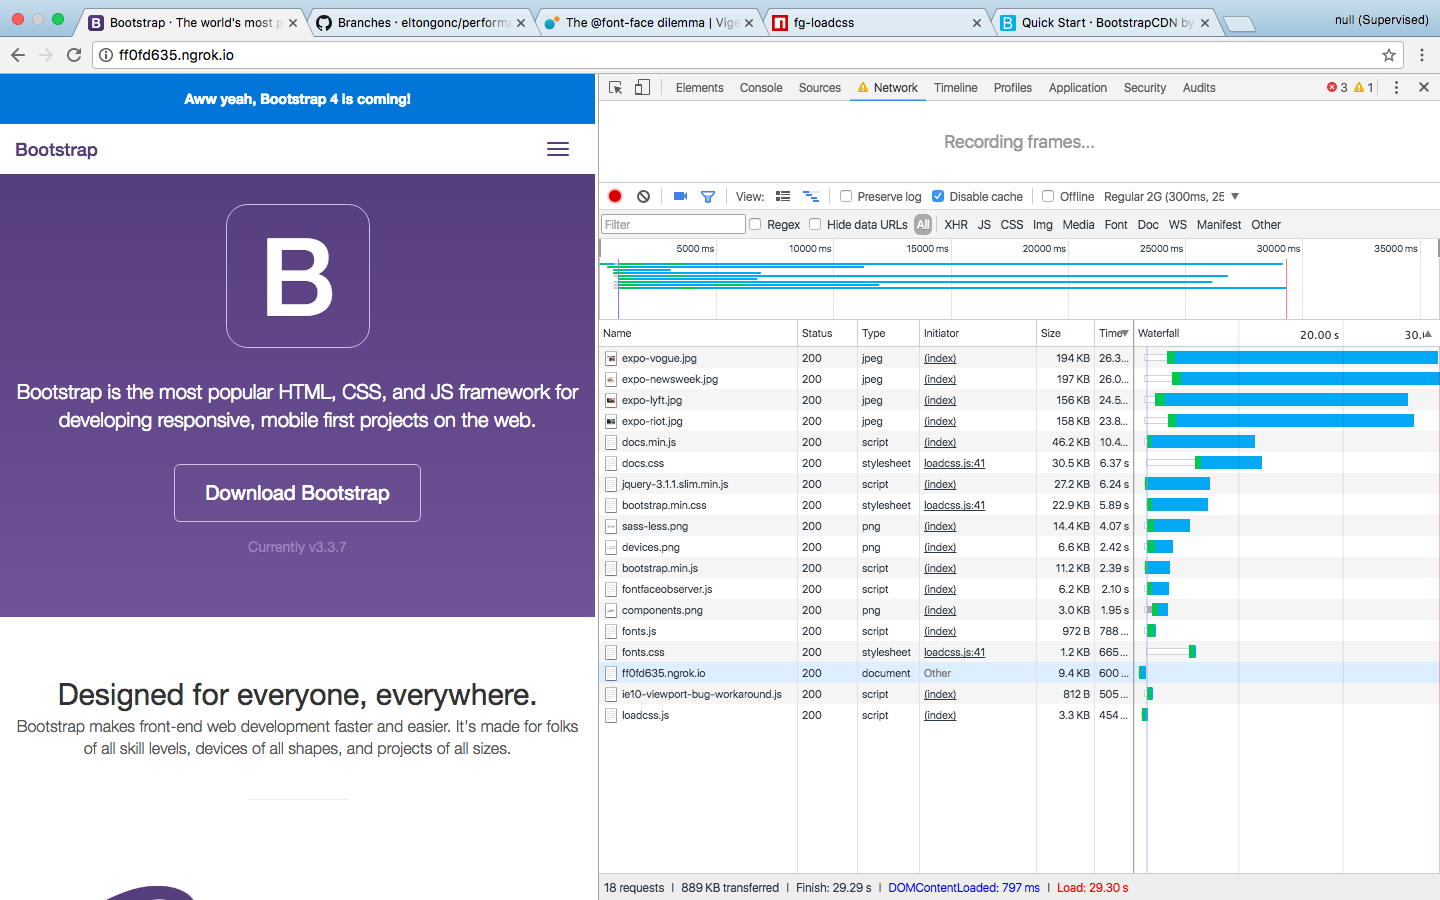 Bootstrap · The world's most p
Branches · eltongonc/performa
The @font-face dilemma | Vige
fg-loadcss
Quick Start · BootstrapCDN by
null (Supervised)
ff0fd635.ngrok.io
Aww yeah, Bootstrap 4 is coming!
Bootstrap
B
Bootstrap is the most popular HTML, CSS, and JS framework for
developing responsive, mobile first projects on the web.
Download Bootstrap
Currently v3.3.7
Designed for everyone, everywhere.
Bootstrap makes front-end web development faster and easier. It's made for folks
of all skill levels, devices of all shapes, and projects of all sizes.
Elements Console Sources Network Timeline Profiles Application Security Audits 3 1
Recording frames...
View: Preserve log Disable cache Offline Regular 2G (300ms, 25
Filter Regex Hide data URLs All XHR JS CSS Img Media Font Doc WS Manifest Other
5000 ms 10000 ms 15000 ms 20000 ms 25000 ms 30000 ms 35000 ms
Name Status Type Initiator Size Time Waterfall 20.00 s 30.
expo-vogue.jpg 200 jpeg (index) 194 KB 26.3...
expo-newsweek.jpg 200 jpeg (index) 197 KB 26.0...
expo-lyft.jpg 200 jpeg (index) 156 KB 24.5...
expo-riot.jpg 200 jpeg (index) 158 KB 23.8...
docs.min.js 200 script (index) 46.2 KB 10.4...
docs.css 200 stylesheet loadcss.js:41 30.5 KB 6.37 s
jquery-3.1.1.slim.min.js 200 script (index) 27.2 KB 6.24 s
bootstrap.min.css 200 stylesheet loadcss.js:41 22.9 KB 5.89 s
sass-less.png 200 png (index) 14.4 KB 4.07 s
devices.png 200 png (index) 6.6 KB 2.42 s
bootstrap.min.js 200 script (index) 11.2 KB 2.39 s
fontfaceobserver.js 200 script (index) 6.2 KB 2.10 s
components.png 200 png (index) 3.0 KB 1.95 s
fonts.js 200 script (index) 972 B 788 ...
fonts.css 200 stylesheet loadcss.js:41 1.2 KB 665 ...
ff0fd635.ngrok.io 200 document Other 9.4 KB 600 ...
ie10-viewport-bug-workaround.js 200 script (index) 812 B 505 ...
loadcss.js 200 script (index) 3.3 KB 454 ...
18 requests | 889 KB transferred | Finish: 29.29 s | DOMContentLoaded: 797 ms | Load: 29.30 s